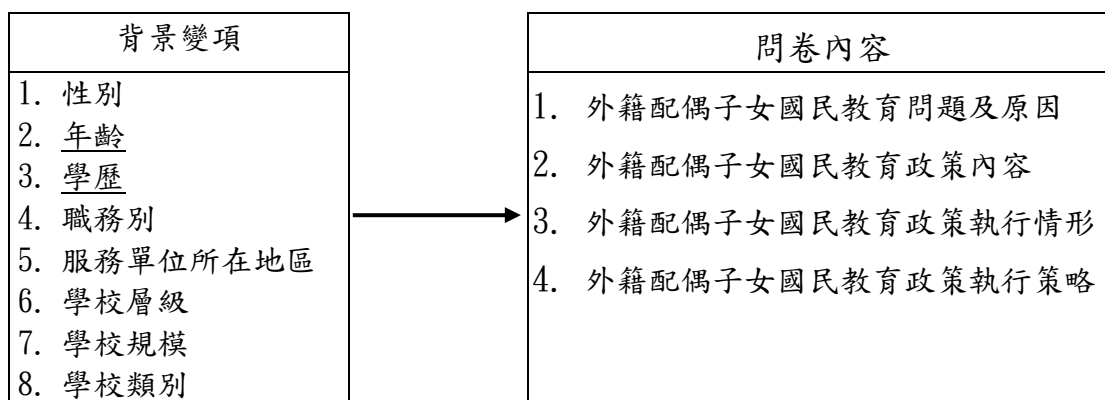 背景變項
1. 性別
2. 年齡
3. 學歷
4. 職務別
5. 服務單位所在地區
6. 學校層級
7. 學校規模
8. 學校類別
問卷內容
1. 外籍配偶子女國民教育問題及原因
2. 外籍配偶子女國民教育政策內容
3. 外籍配偶子女國民教育政策執行情形
4. 外籍配偶子女國民教育政策執行策略